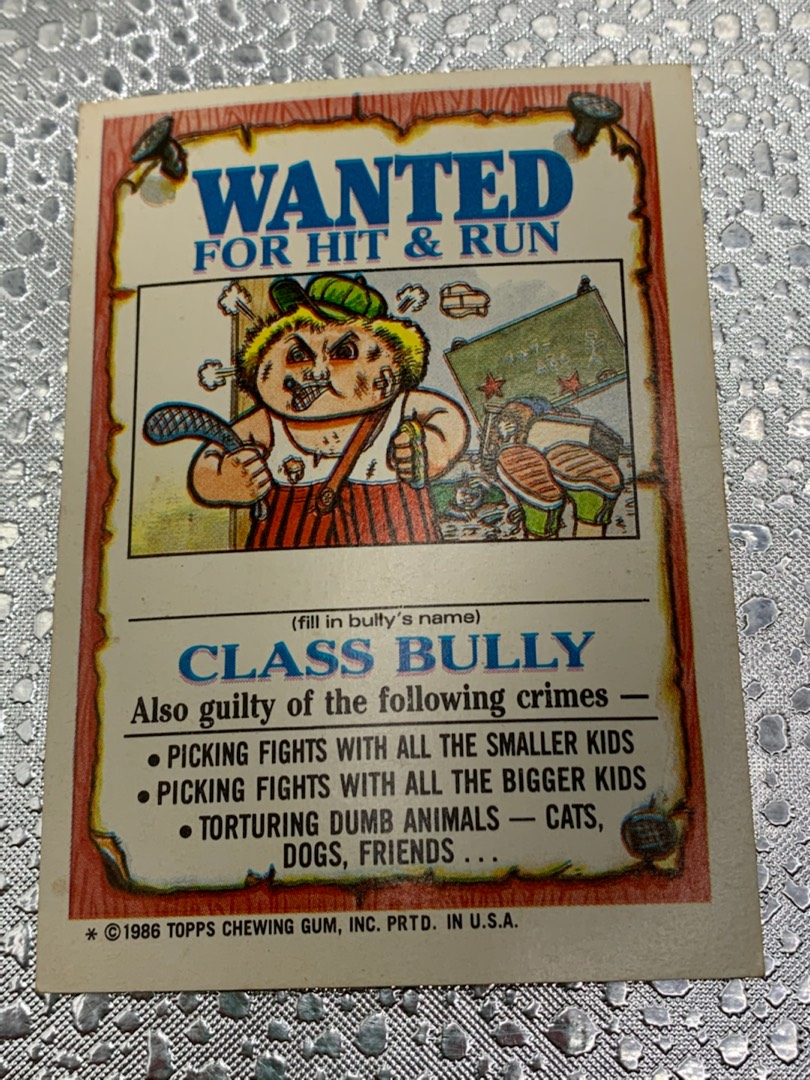 WANTED
FOR HIT & RUN
(fill in bully's name)
CLASS BULLY
Also guilty of the following crimes —
• PICKING FIGHTS WITH ALL THE SMALLER KIDS
• PICKING FIGHTS WITH ALL THE BIGGER KIDS
• TORTURING DUMB ANIMALS — CATS,
DOGS, FRIENDS ...
* ©1986 TOPPS CHEWING GUM, INC. PRTD. IN U.S.A.